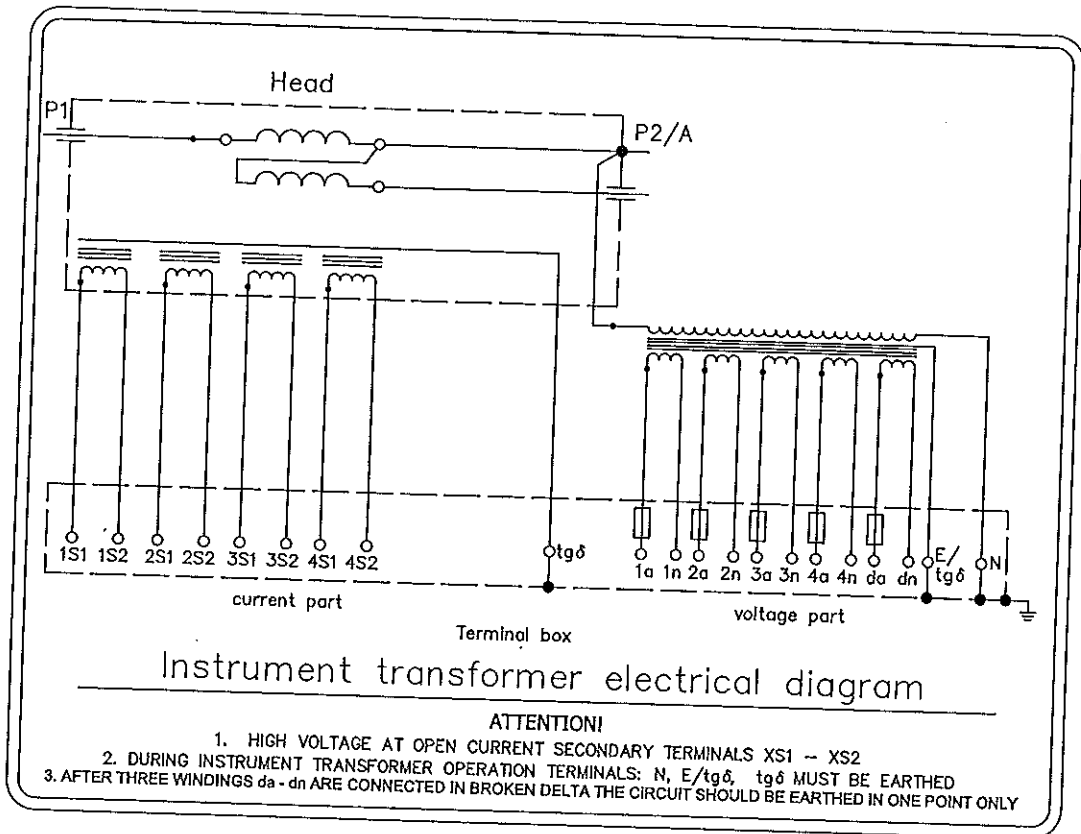 Head
P1
P2/A
1S1 1S2 2S1 2S2 3S1 3S2 4S1 4S2 tgδ 1a 1n 2a 2n 3a 3n 4a 4n da dn E/tgδ N
current part
voltage part
Terminal box
Instrument transformer electrical diagram
ATTENTION!
1. HIGH VOLTAGE AT OPEN CURRENT SECONDARY TERMINALS XS1 – XS2
2. DURING INSTRUMENT TRANSFORMER OPERATION TERMINALS: N, E/tgδ, tgδ MUST BE EARTHED
3. AFTER THREE WINDINGS da - dn ARE CONNECTED IN BROKEN DELTA THE CIRCUIT SHOULD BE EARTHED IN ONE POINT ONLY